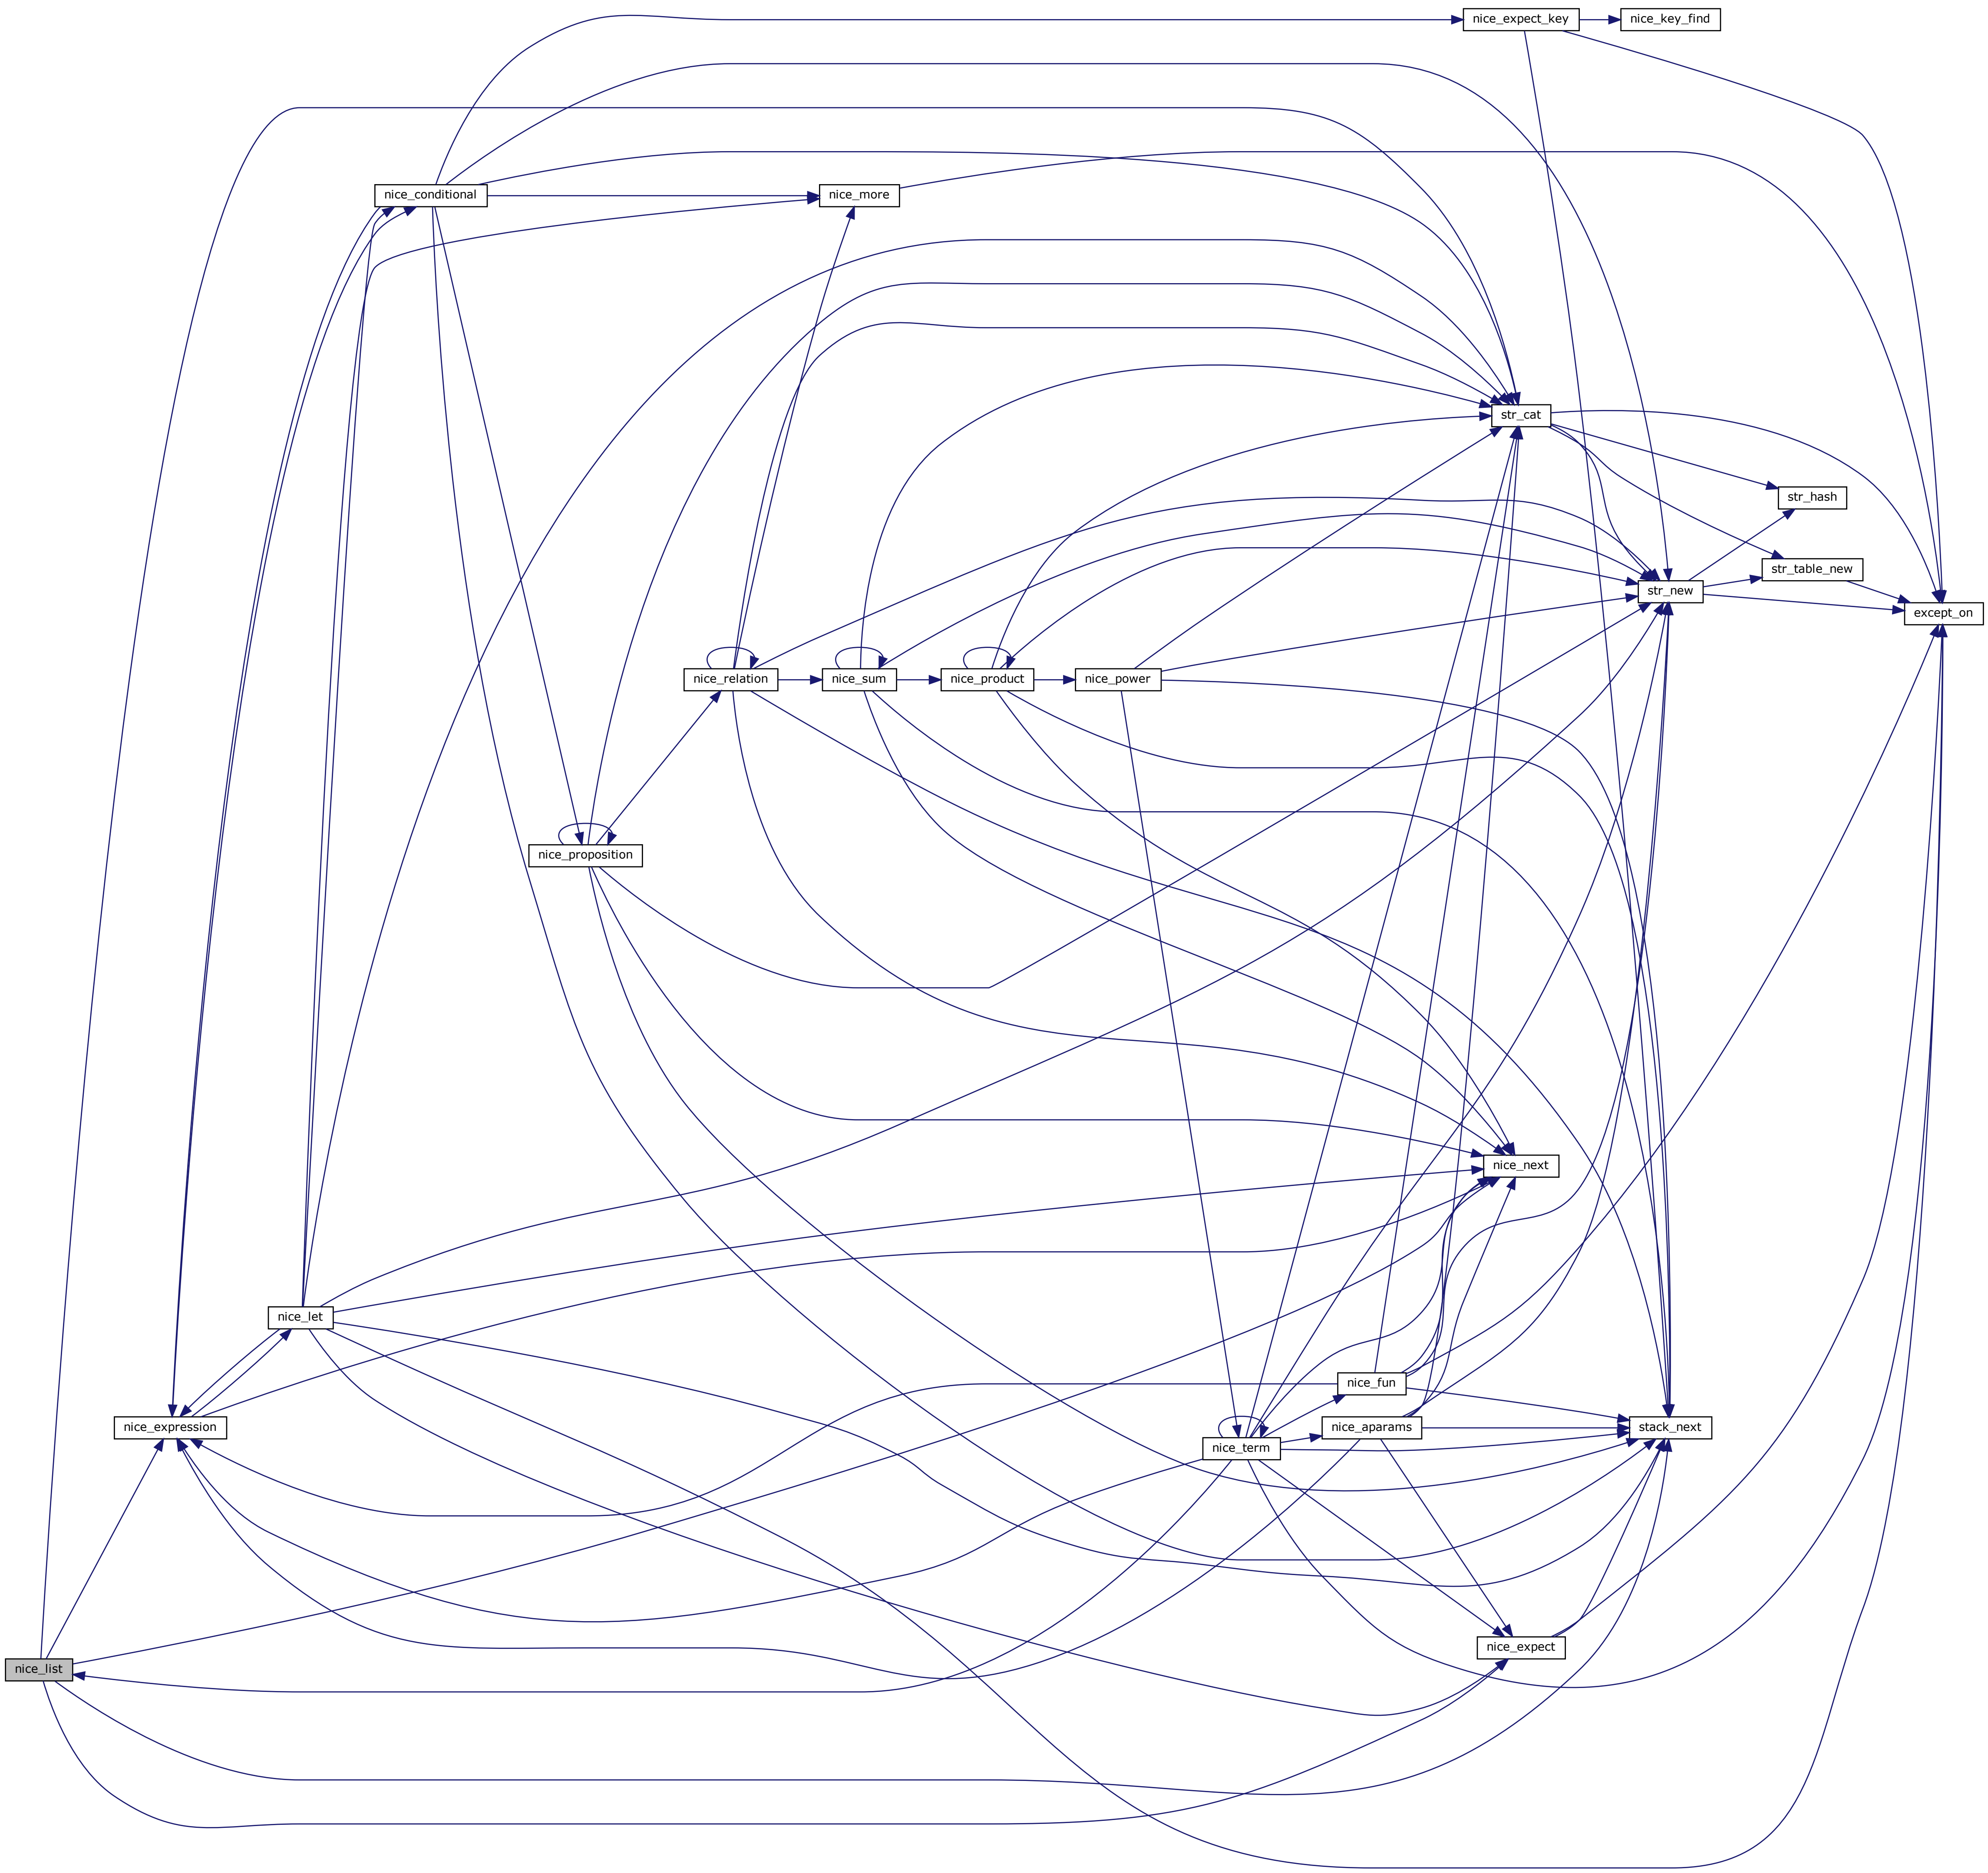 nice_expect_key
nice_key_find
nice_conditional
nice_more
str_cat
str_hash
str_table_new
str_new
except_on
nice_relation
nice_sum
nice_product
nice_power
nice_proposition
nice_next
nice_let
nice_fun
nice_expression
nice_aparams
stack_next
nice_term
nice_expect
nice_list